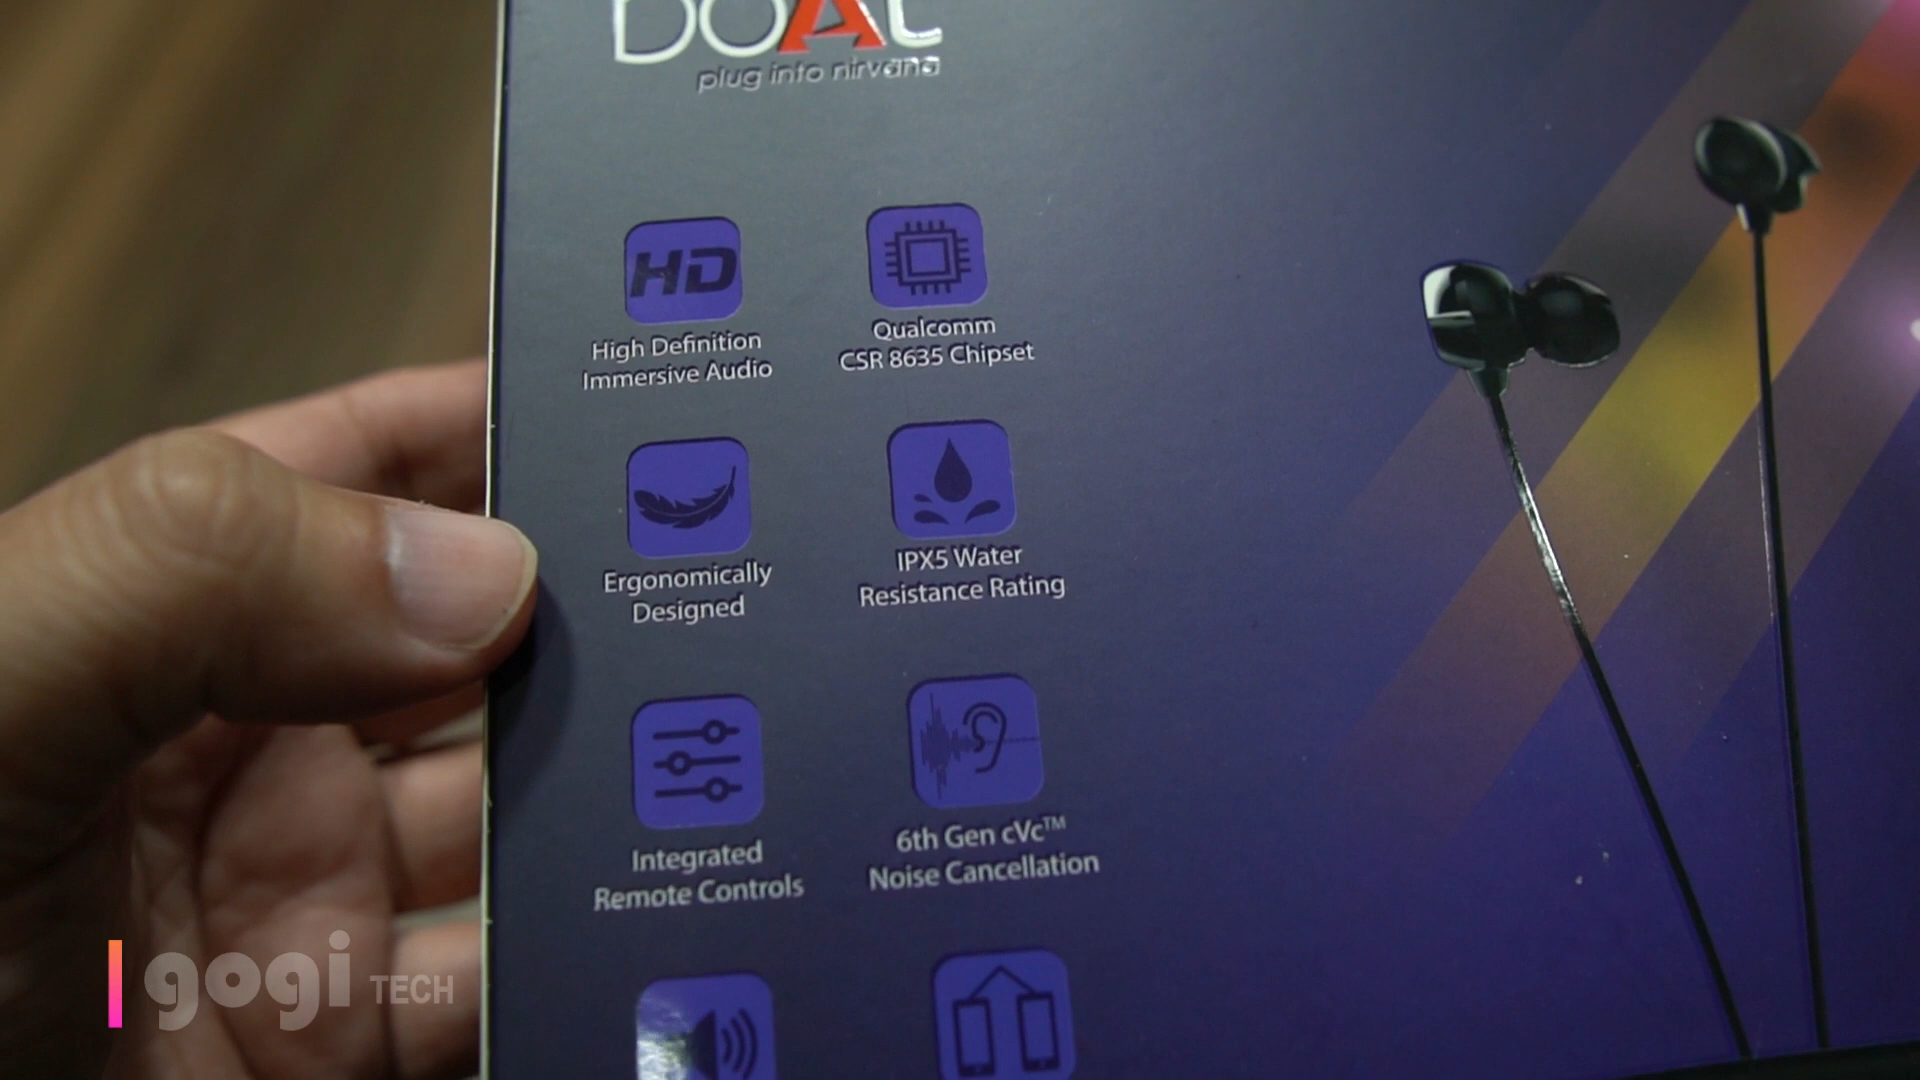 boAt
plug into nirvana
HD
High Definition
Immersive Audio
Qualcomm
CSR 8635 Chipset
Ergonomically
Designed
IPX5 Water
Resistance Rating
Integrated
Remote Controls
6th Gen cVc™
Noise Cancellation
gogi TECH